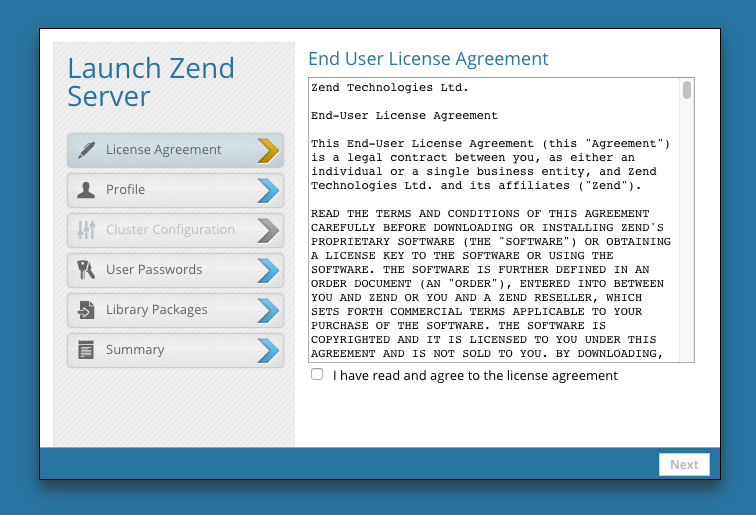 Launch Zend
Server
License Agreement
Profile
Cluster Configuration
User Passwords
Library Packages
Summary
End User License Agreement
Zend Technologies Ltd.
End-User License Agreement
This End-User License Agreement (this "Agreement")
is a legal contract between you, as either an
individual or a single business entity, and Zend
Technologies Ltd. and its affiliates ("Zend").
READ THE TERMS AND CONDITIONS OF THIS AGREEMENT
CAREFULLY BEFORE DOWNLOADING OR INSTALLING ZEND'S
PROPRIETARY SOFTWARE (THE "SOFTWARE") OR OBTAINING
A LICENSE KEY TO THE SOFTWARE OR USING THE
SOFTWARE. THE SOFTWARE IS FURTHER DEFINED IN AN
ORDER DOCUMENT (AN "ORDER"), ENTERED INTO BETWEEN
YOU AND ZEND OR YOU AND A ZEND RESELLER, WHICH
SETS FORTH COMMERCIAL TERMS APPLICABLE TO YOUR
PURCHASE OF THE SOFTWARE. THE SOFTWARE IS
COPYRIGHTED AND IT IS LICENSED TO YOU UNDER THIS
AGREEMENT AND IS NOT SOLD TO YOU. BY DOWNLOADING,
I have read and agree to the license agreement
Next